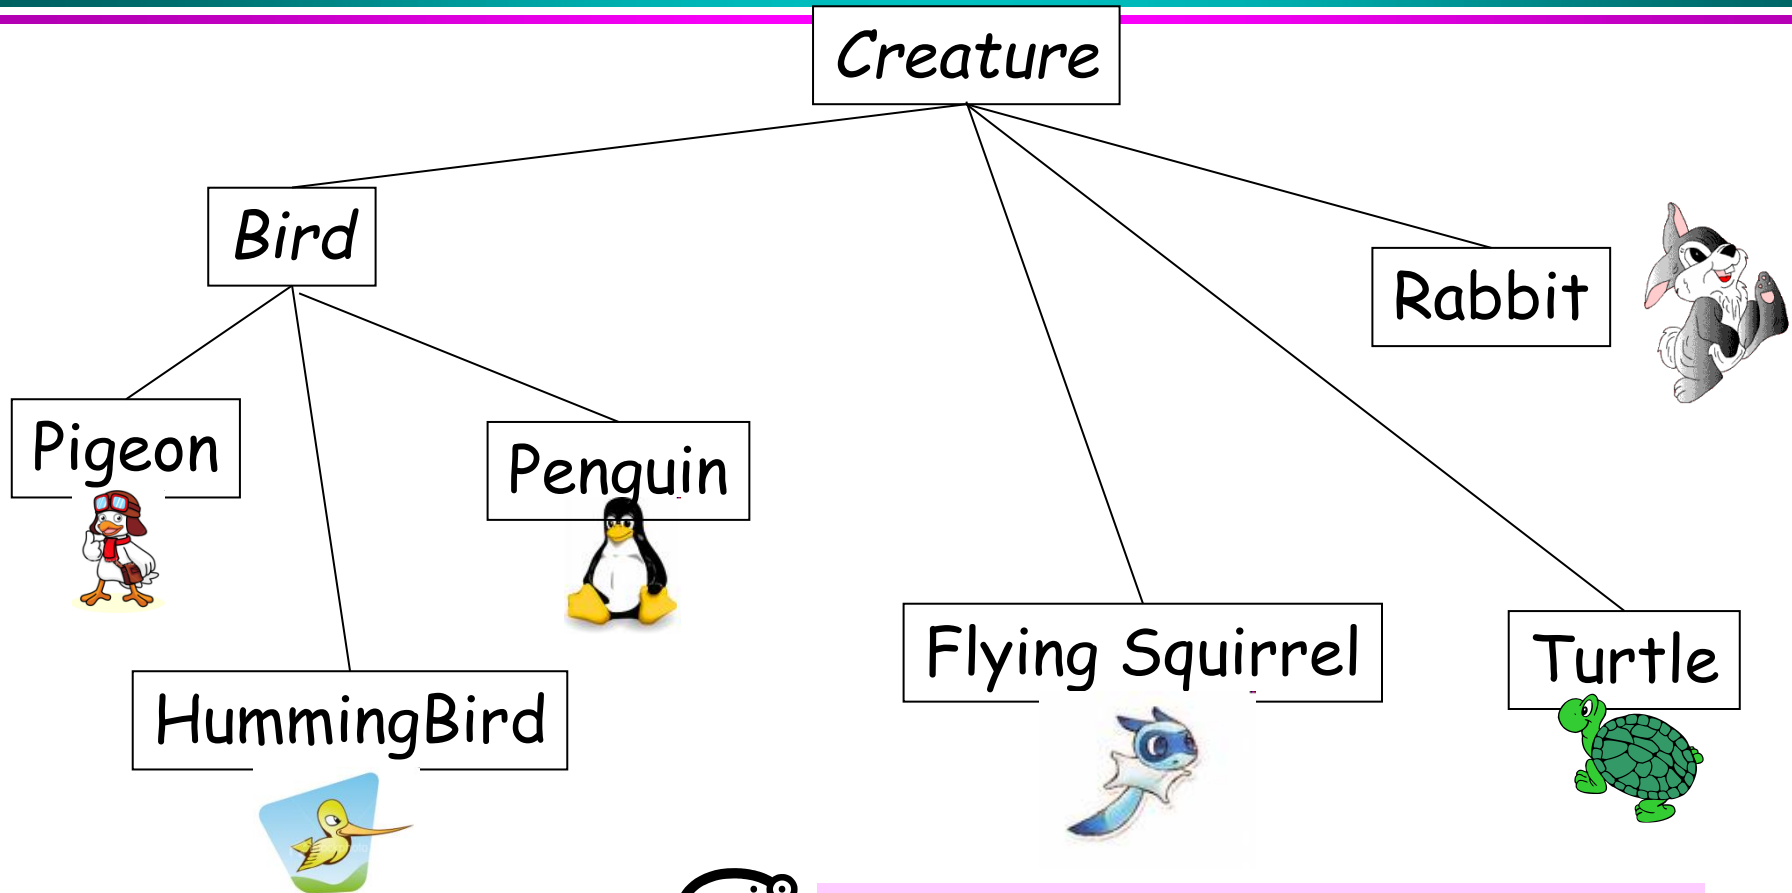 Creature
Bird
Rabbit
Pigeon
Penguin
Flying Squirrel
Turtle
HummingBird